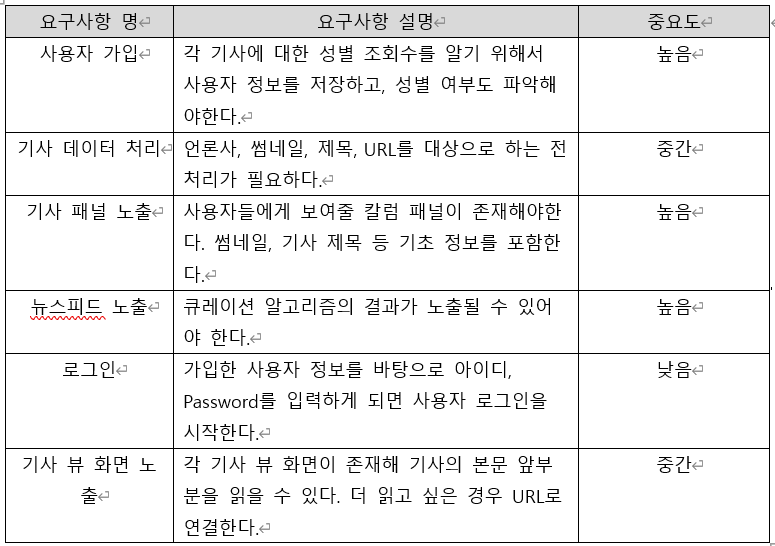 요구사항 명 요구사항 설명 중요도
사용자 가입 각 기사에 대한 성별 조회수를 알기 위해서 높음
사용자 정보를 저장하고, 성별 여부도 파악해
야한다.
기사 데이터 처리 언론사, 썸네일, 제목, URL를 대상으로 하는 전 중간
처리가 필요하다.
기사 패널 노출 사용자들에게 보여줄 칼럼 패널이 존재해야한 높음
다. 썸네일, 기사 제목 등 기초 정보를 포함한
다.
뉴스피드 노출 큐레이션 알고리즘의 결과가 노출될 수 있어 높음
야 한다.
로그인 가입한 사용자 정보를 바탕으로 아이디, 낮음
Password를 입력하게 되면 사용자 로그인을
시작한다.
기사 뷰 화면 노 각 기사 뷰 화면이 존재해 기사의 본문 앞부 중간
출 분을 읽을 수 있다. 더 읽고 싶은 경우 URL로
연결한다.